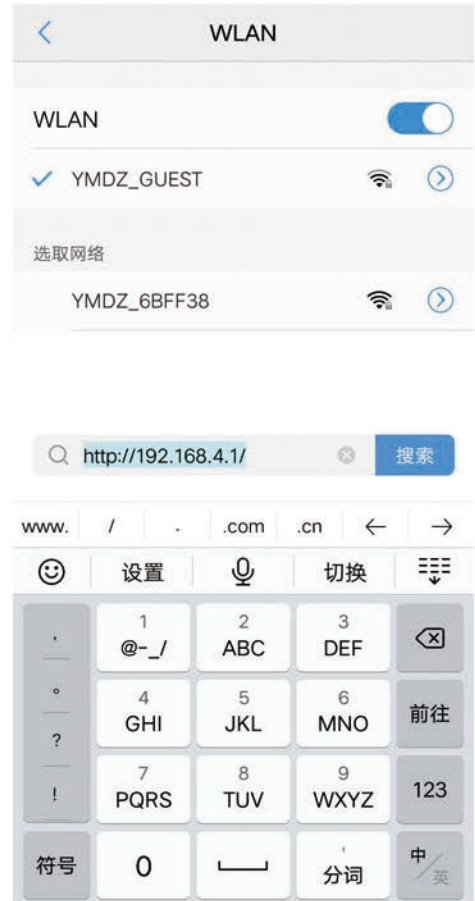 WLAN
WLAN
YMDZ_GUEST
选取网络
YMDZ_6BFF38
http://192.168.4.1/ 搜索
www. / . .com .cn ← →
设置 切换
, 1 2 3
@-_/ ABC DEF
。 4 5 6 前往
GHI JKL MNO
?
! 7 8 9 123
PQRS TUV WXYZ
符号 0 ' 分词 中/英